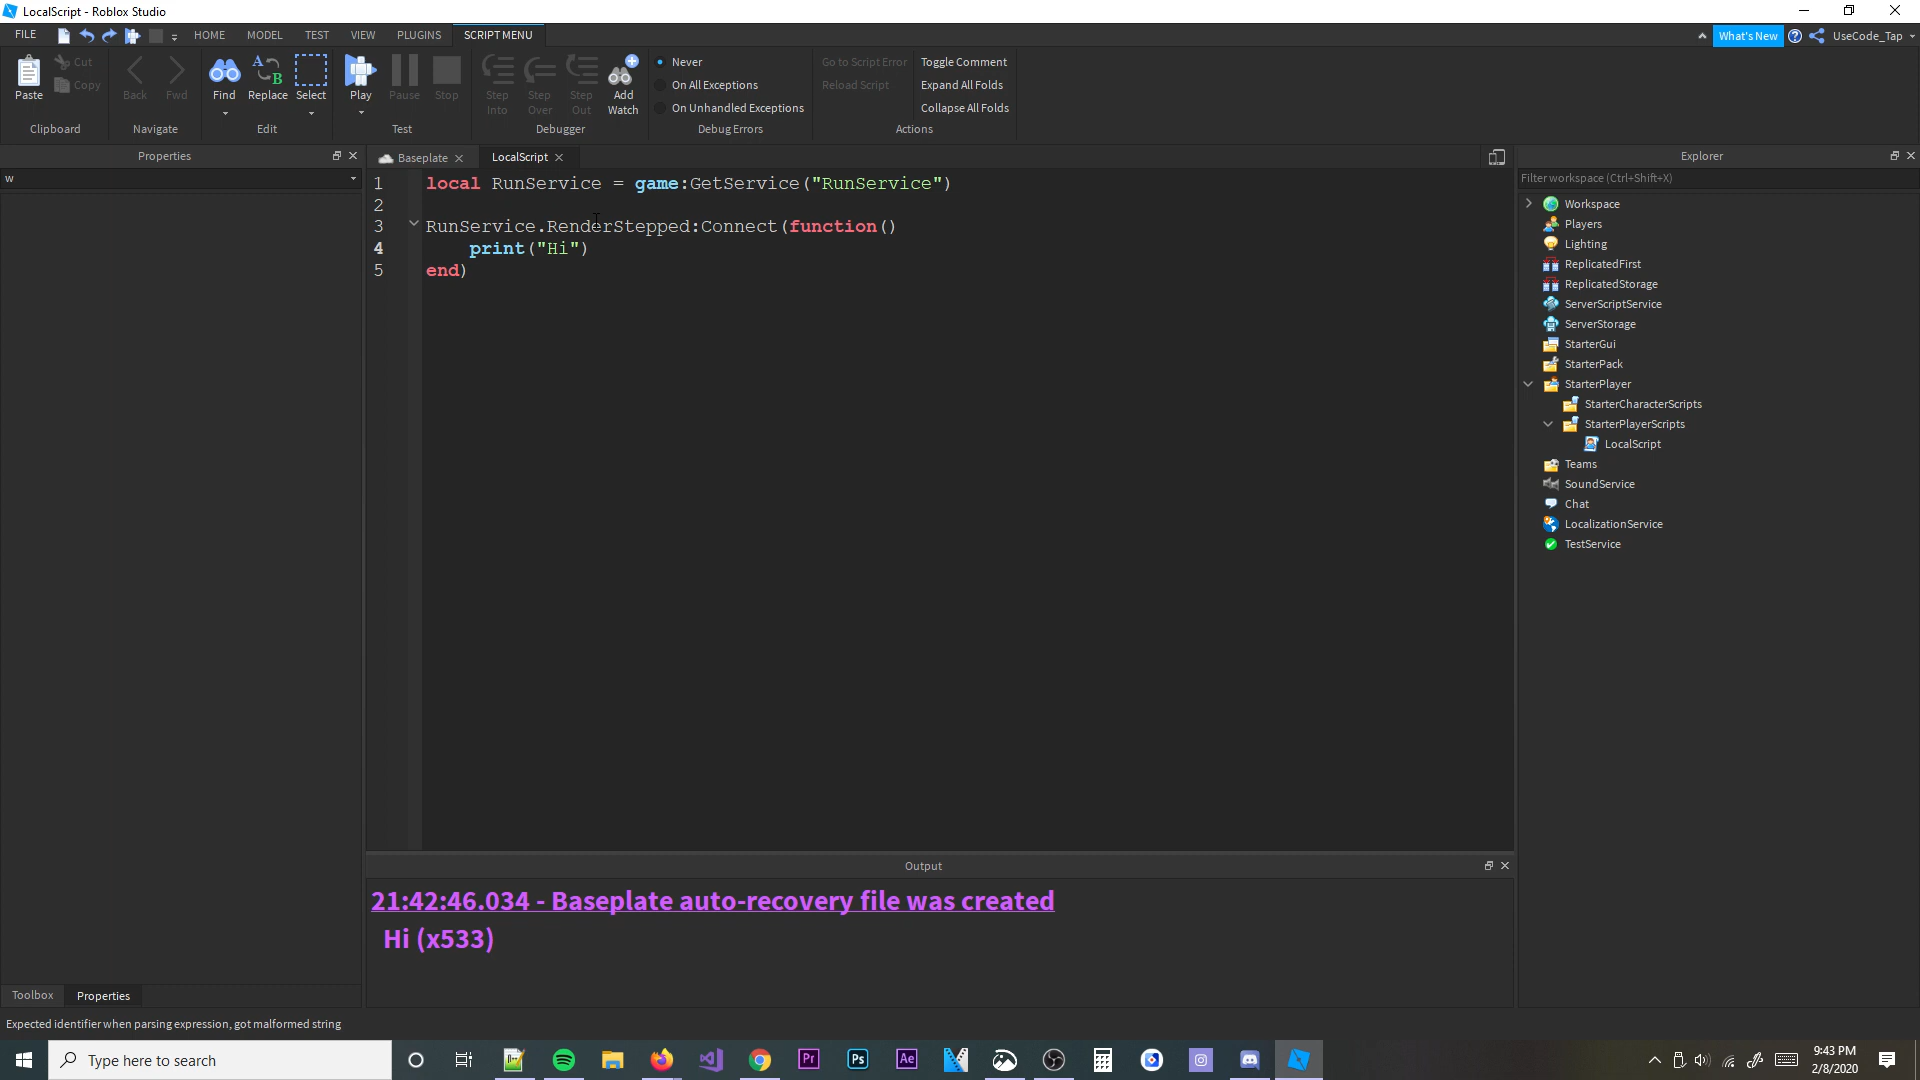 LocalScript - Roblox Studio
FILE HOME MODEL TEST VIEW PLUGINS SCRIPT MENU What's New UseCode_Tap
Paste Cut Copy Clipboard
Back Fwd Navigate
Find Replace Select Edit
Play Pause Stop Test
Step Into Step Over Step Out Add Watch Debugger
Never
On All Exceptions
On Unhandled Exceptions
Debug Errors
Go to Script Error
Reload Script
Toggle Comment
Expand All Folds
Collapse All Folds
Actions
Properties
w
Baseplate LocalScript
1 local RunService = game:GetService("RunService")
2
3 RunService.RenderStepped:Connect(function()
4 print("Hi")
5 end)
Explorer
Filter workspace (Ctrl+Shift+X)
Workspace
Players
Lighting
ReplicatedFirst
ReplicatedStorage
ServerScriptService
ServerStorage
StarterGui
StarterPack
StarterPlayer
StarterCharacterScripts
StarterPlayerScripts
LocalScript
Teams
SoundService
Chat
LocalizationService
TestService
Output
21:42:46.034 - Baseplate auto-recovery file was created
Hi (x533)
Toolbox Properties
Expected identifier when parsing expression, got malformed string
Type here to search
Pr Ps Ae
9:43 PM
2/8/2020